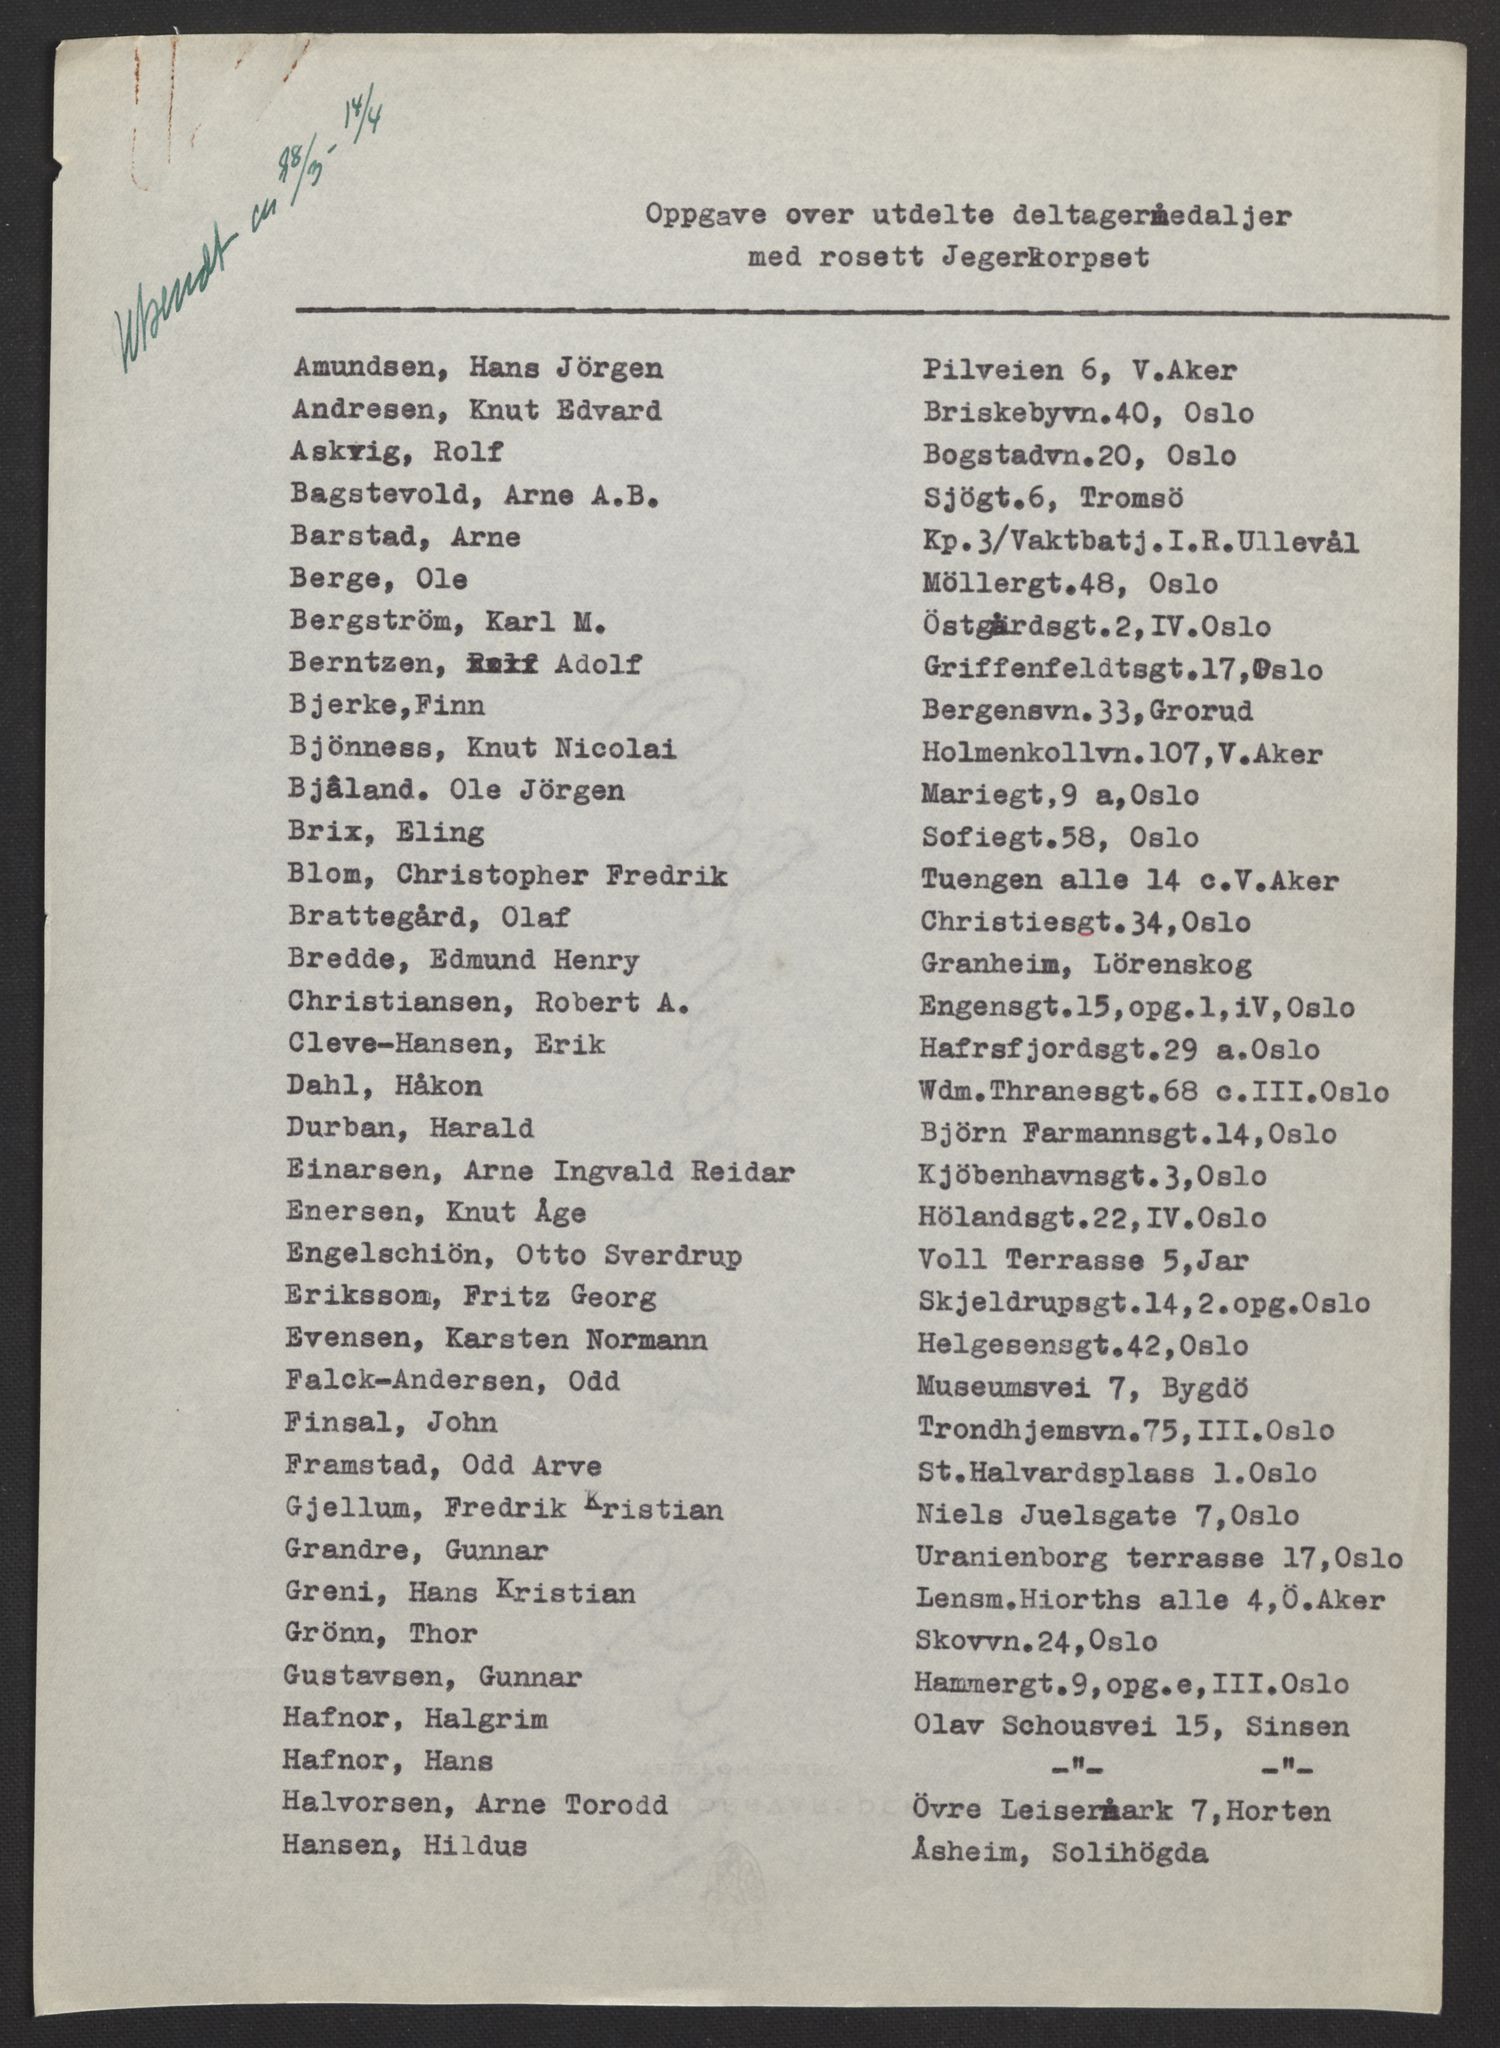 Utsendt en 28/3 - 14/4
Oppgave over utdelte deltagermedaljer
med rosett Jegerkorpset
Amundsen, Hans Jörgen Pilveien 6, V.Aker
Andresen, Knut Edvard Briskebyvn.40, Oslo
Askvig, Rolf Bogstadvn.20, Oslo
Bagstevold, Arne A.B. Sjögt.6, Tromsö
Barstad, Arne Kp.3/Vaktbatj.I.R.Ullevål
Berge, Ole Möllergt.48, Oslo
Bergström, Karl M. Östgårdsgt.2,IV.Oslo
Berntzen, Rolf Adolf Griffenfeldtsgt.17,Oslo
Bjerke,Finn Bergensvn.33,Grorud
Bjönness, Knut Nicolai Holmenkollvn.107,V.Aker
Bjåland. Ole Jörgen Mariegt,9 a,Oslo
Brix, Eling Sofiegt.58, Oslo
Blom, Christopher Fredrik Tuengen alle 14 c.V.Aker
Brattegård, Olaf Christiesgt.34,Oslo
Bredde, Edmund Henry Granheim, Lörenskog
Christiansen, Robert A. Engensgt.15,opg.1,iV,Oslo
Cleve-Hansen, Erik Hafrsfjordsgt.29 a.Oslo
Dahl, Håkon Wdm.Thranesgt.68 c.III.Oslo
Durban, Harald Björn Farmannsgt.14,Oslo
Einarsen, Arne Ingvald Reidar Kjöbenhavnsgt.3,Oslo
Enersen, Knut Åge Hölandsgt.22,IV.Oslo
Engelschiön, Otto Sverdrup Voll Terrasse 5,Jar
Eriksson, Fritz Georg Skjeldrupsgt.14,2.opg.Oslo
Evensen, Karsten Normann Helgesensgt.42,Oslo
Falck-Andersen, Odd Museumsvei 7, Bygdö
Finsal, John Trondhjemsvn.75,III.Oslo
Framstad, Odd Arve St.Halvardsplass 1.Oslo
Gjellum, Fredrik Kristian Niels Juelsgate 7,Oslo
Grandre, Gunnar Uranienborg terrasse 17,Oslo
Greni, Hans Kristian Lensm.Hiorths alle 4,Ö.Aker
Grönn, Thor Skovvn.24,Oslo
Gustavsen, Gunnar Hammergt.9,opg.e,III.Oslo
Hafnor, Halgrim Olav Schousvei 15, Sinsen
Hafnor, Hans -"- -"-
Halvorsen, Arne Torodd Övre Leisermark 7,Horten
Hansen, Hildus Åsheim, Solihögda